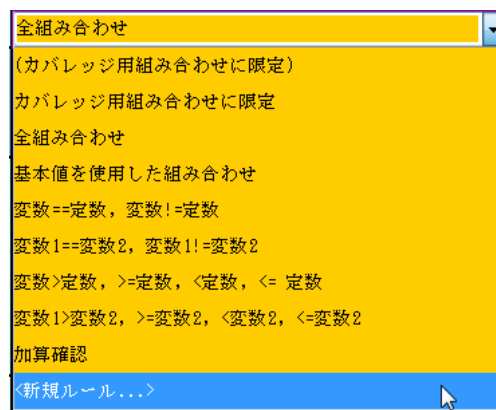 全組み合わせ
(カバレッジ用組み合わせに限定)
カバレッジ用組み合わせに限定
全組み合わせ
基本値を使用した組み合わせ
変数==定数, 変数!=定数
変数1==変数2, 変数1!=変数2
変数>定数, >=定数, <定数, <= 定数
変数1>変数2, >=変数2, <変数2, <=変数2
加算確認
<新規ルール...>